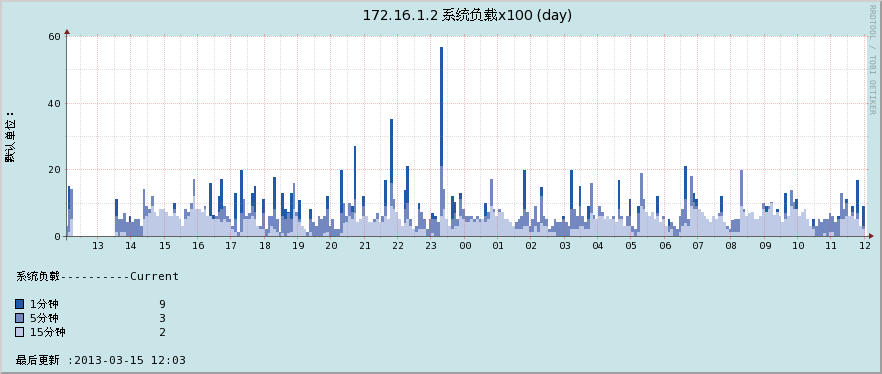 172.16.1.2 系统负载x100 (day)
RRDTOOL / TOBI OETIKER
默认单位：
60
40
20
0
13 14 15 16 17 18 19 20 21 22 23 00 01 02 03 04 05 06 07 08 09 10 11 12
系统负载----------Current
1分钟 9
5分钟 3
15分钟 2
最后更新 :2013-03-15 12:03